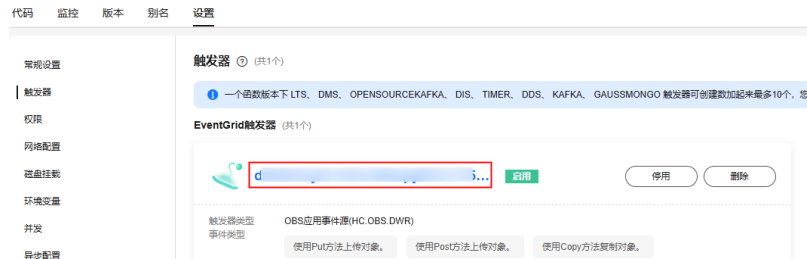 代码 监控 版本 别名 设置
常规设置
触发器
权限
网络配置
磁盘挂载
环境变量
并发
异步配置
触发器 (共1个)
一个函数版本下 LTS、 DMS、 OPENSOURCEKAFKA、 DIS、 TIMER、 DDS、 KAFKA、 GAUSSMONGO 触发器可创建数加起来最多10个，您
EventGrid触发器 (共1个)
启用 停用 删除
触发器类型 OBS应用事件源(HC.OBS.DWR)
事件类型
使用Put方法上传对象。 使用Post方法上传对象。 使用Copy方法复制对象。